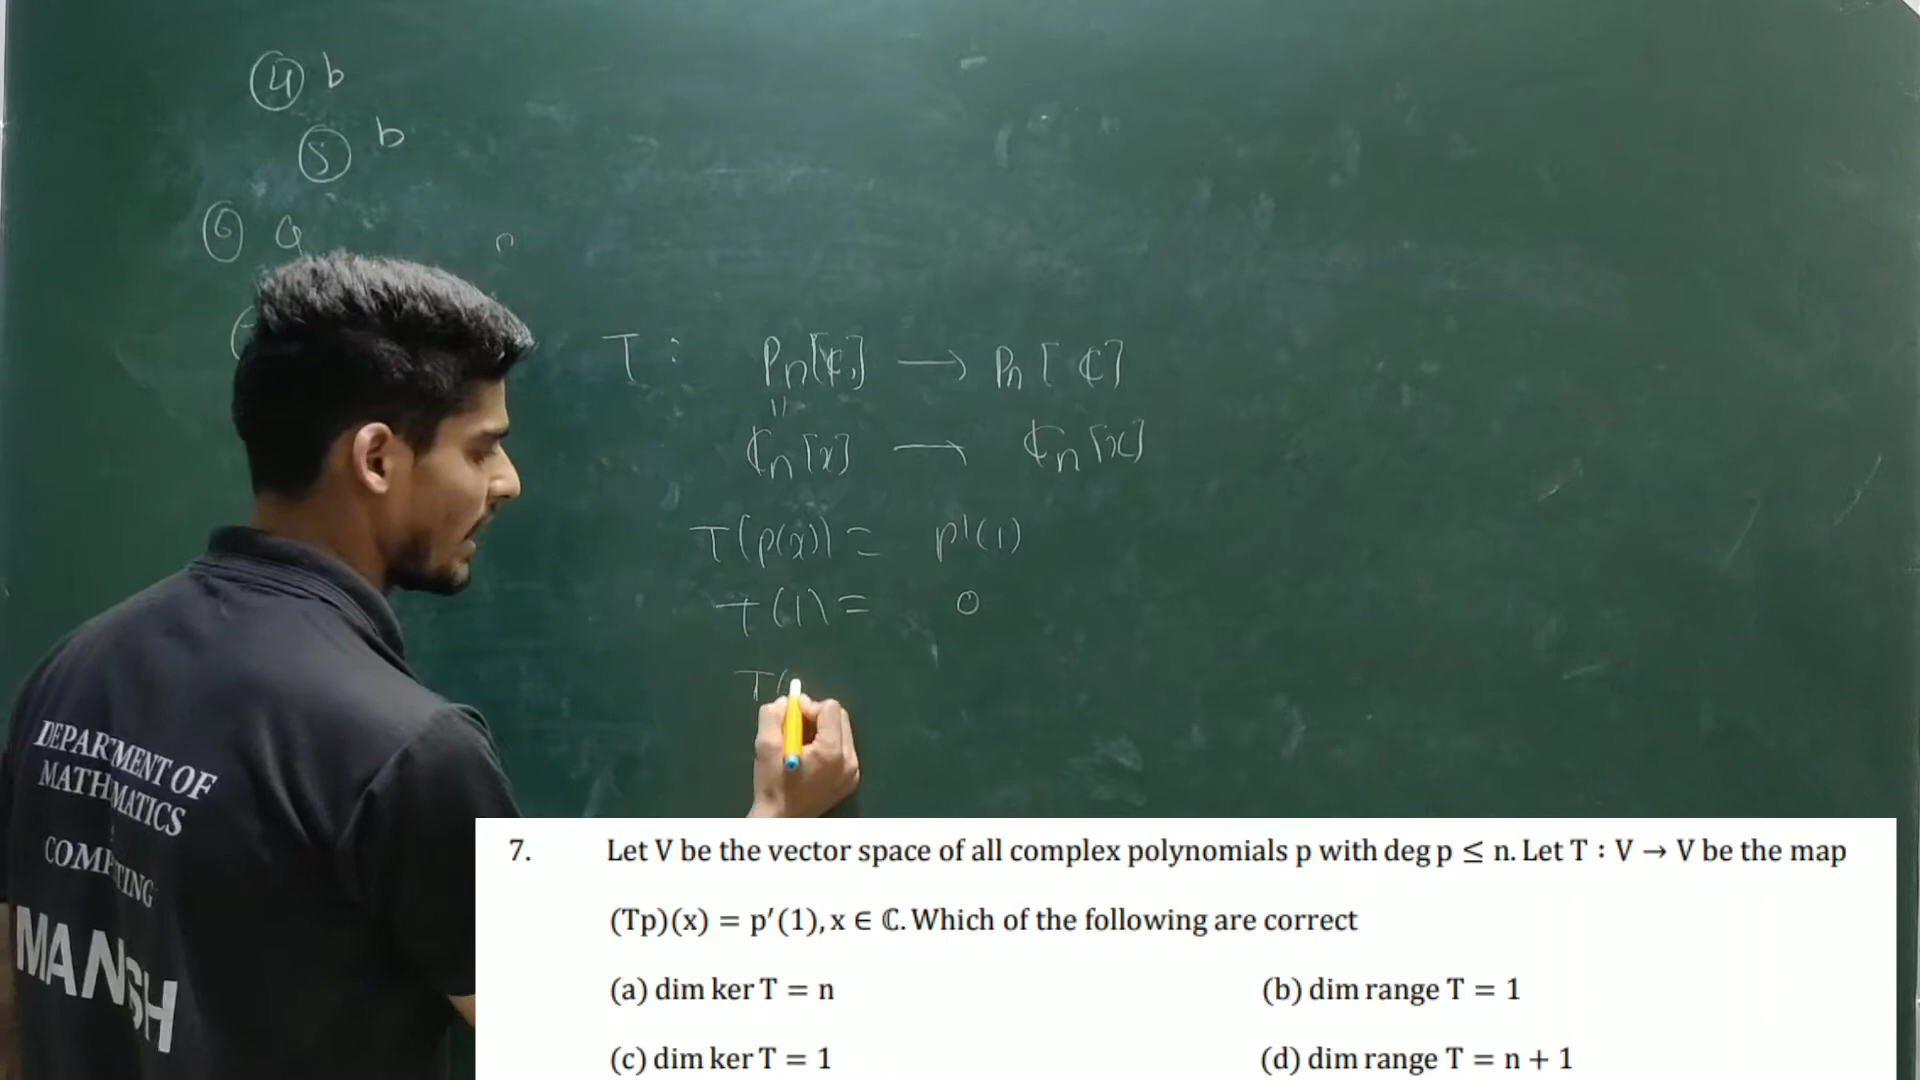 ④ b
⑤ b
⑥ a
T : Pn[ℂ] → Pn[ℂ]
||
ℂn[x] → ℂn[x]
T(p(x)) = p'(1)
T(1) = 0
T(
DEPARTMENT OF
MATHEMATICS
&
COMPUTING
MANISH
7. Let V be the vector space of all complex polynomials p with deg p ≤ n. Let T : V → V be the map
(Tp)(x) = p′(1), x ∈ ℂ. Which of the following are correct
(a) dim ker T = n (b) dim range T = 1
(c) dim ker T = 1 (d) dim range T = n + 1